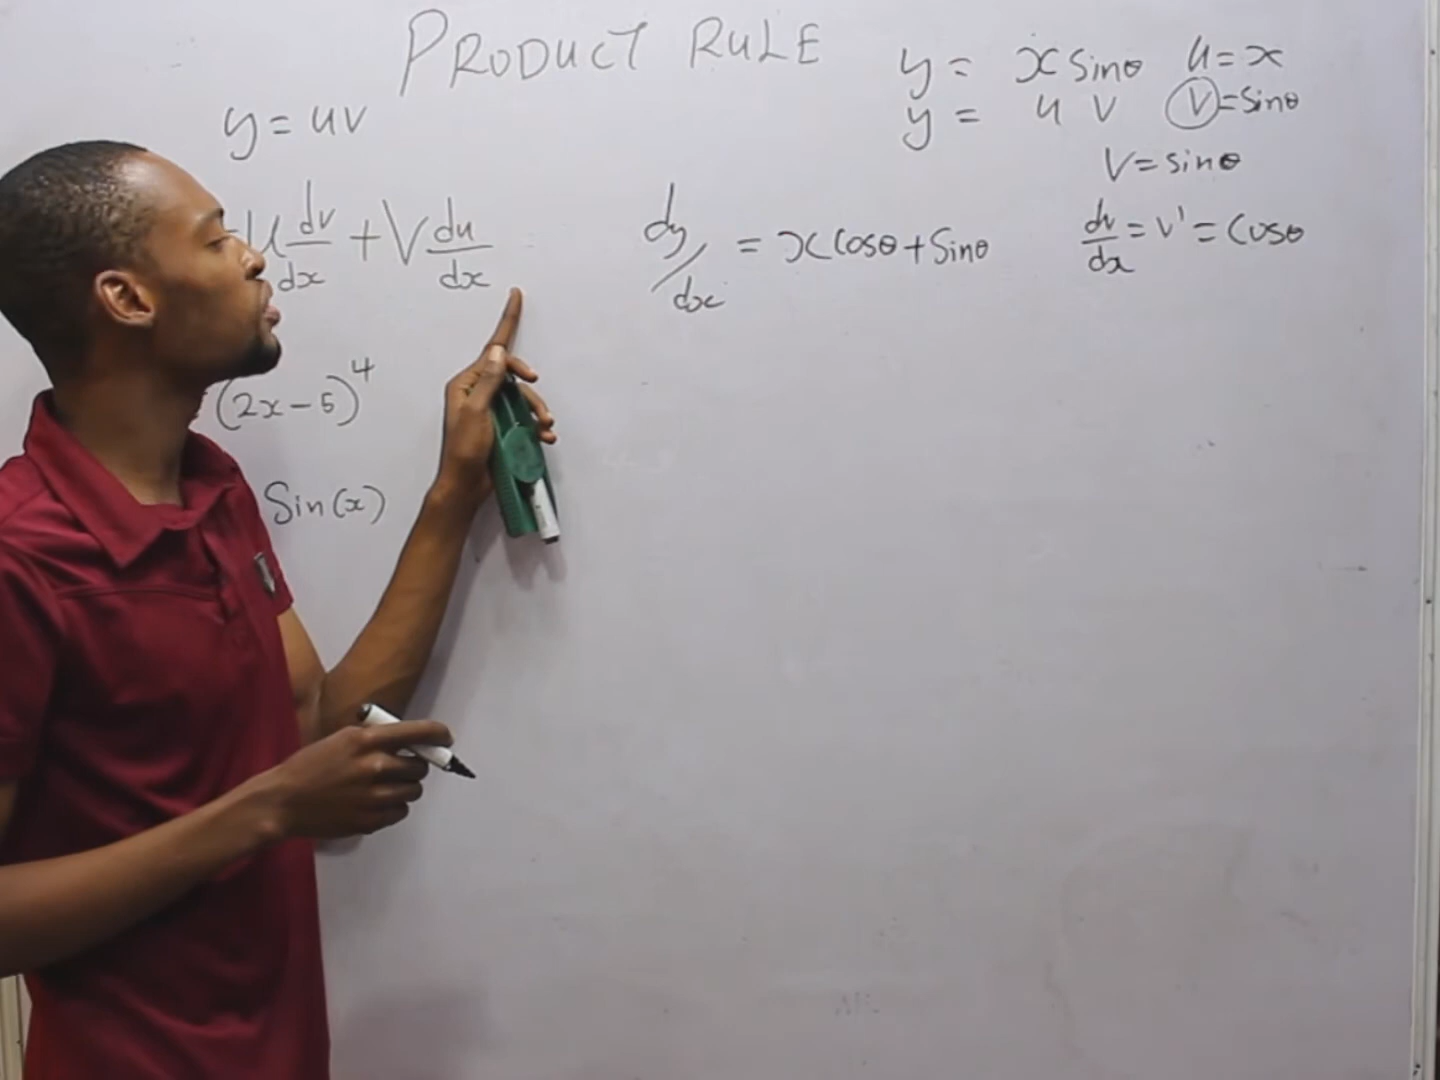 PRODUCT RULE
y = uv
u dv/dx + v du/dx
(2x - 5)^4
Sin(x)
dy/dx = x cosθ + sinθ
y = x sinθ
y = u v
u = x
v = sinθ
v = sinθ
dv/dx = v' = cosθ